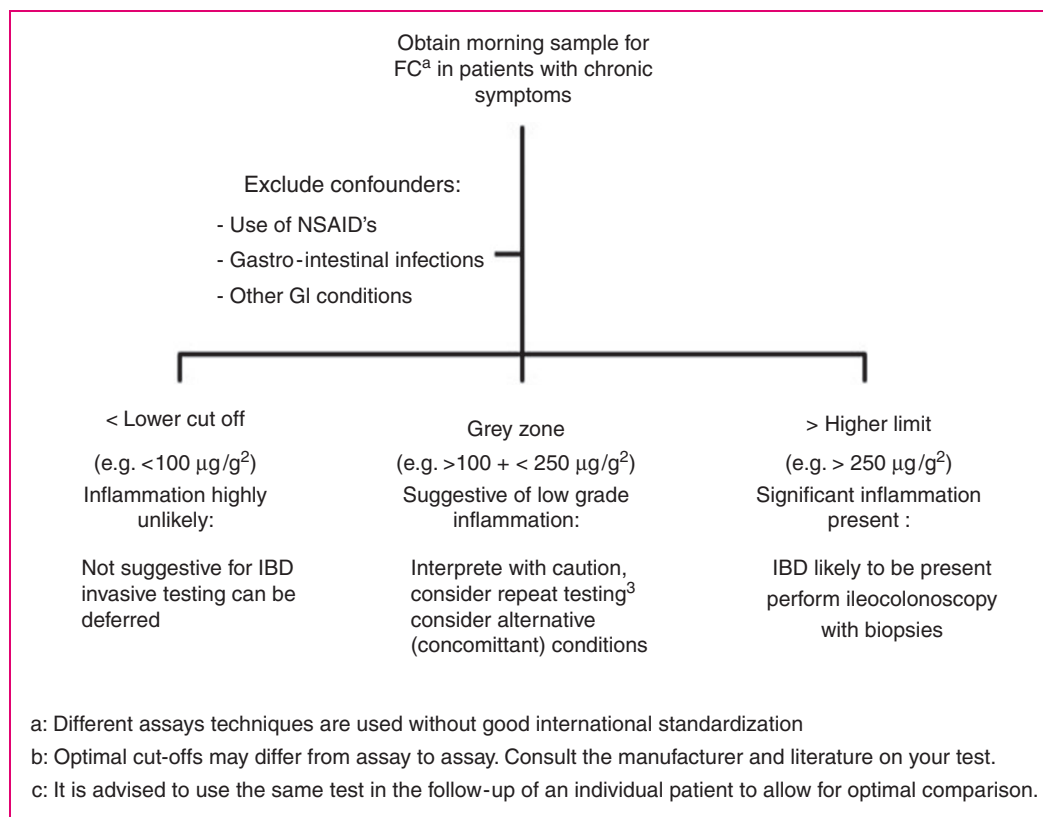 Obtain morning sample for
FCᵃ in patients with chronic
symptoms
Exclude confounders:
- Use of NSAID's
- Gastro-intestinal infections
- Other GI conditions
< Lower cut off
(e.g. <100 μg/g²)
Inflammation highly
unlikely:
Not suggestive for IBD
invasive testing can be
deferred
Grey zone
(e.g. >100 + < 250 μg/g²)
Suggestive of low grade
inflammation:
Interprete with caution,
consider repeat testing³
consider alternative
(concomittant) conditions
> Higher limit
(e.g. > 250 μg/g²)
Significant inflammation
present :
IBD likely to be present
perform ileocolonoscopy
with biopsies
a: Different assays techniques are used without good international standardization
b: Optimal cut-offs may differ from assay to assay. Consult the manufacturer and literature on your test.
c: It is advised to use the same test in the follow-up of an individual patient to allow for optimal comparison.